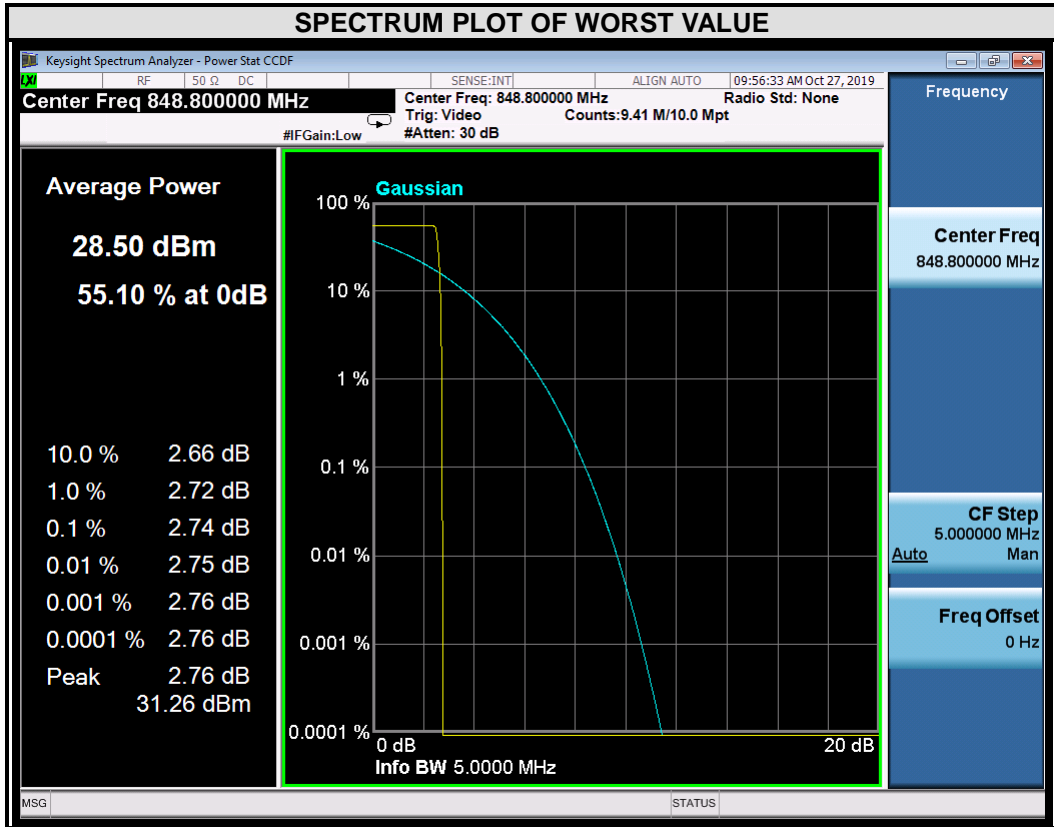 SPECTRUM PLOT OF WORST VALUE
Keysight Spectrum Analyzer - Power Stat CCDF
LXI RF 50 Ω DC SENSE:INT ALIGN AUTO 09:56:33 AM Oct 27, 2019
Center Freq 848.800000 MHz
#IFGain:Low
Center Freq: 848.800000 MHz Radio Std: None
Trig: Video Counts:9.41 M/10.0 Mpt
#Atten: 30 dB
Average Power
28.50 dBm
55.10 % at 0dB
10.0 % 2.66 dB
1.0 % 2.72 dB
0.1 % 2.74 dB
0.01 % 2.75 dB
0.001 % 2.76 dB
0.0001 % 2.76 dB
Peak 2.76 dB
31.26 dBm
Gaussian
100 %
10 %
1 %
0.1 %
0.01 %
0.001 %
0.0001 %
0 dB 20 dB
Info BW 5.0000 MHz
Frequency
Center Freq
848.800000 MHz
CF Step
5.000000 MHz
Auto Man
Freq Offset
0 Hz
MSG STATUS